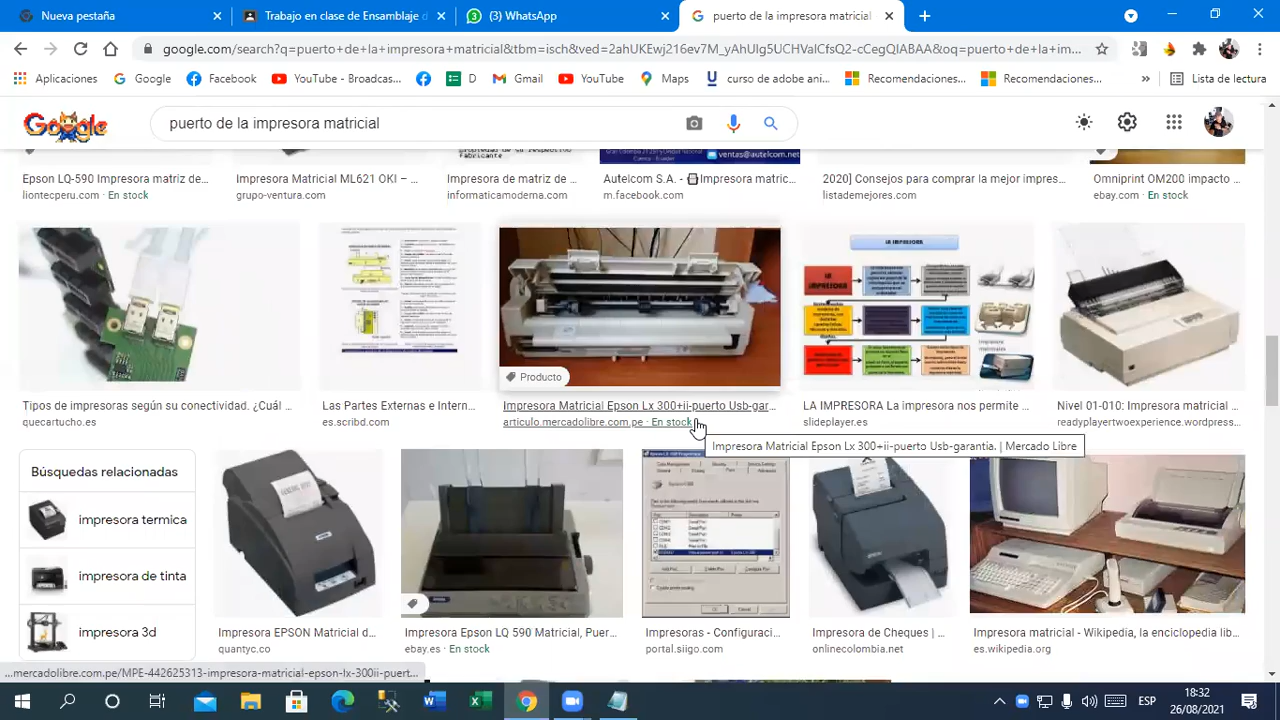 Nueva pestaña
Trabajo en clase de Ensamblaje d
(3) WhatsApp
puerto de la impresora matricial
google.com/search?q=puerto+de+la+impresora+matricial&tbm=isch&ved=2ahUKEwj216ev7M_yAhUIg5UCHValCfsQ2-cCegQIABAA&oq=puerto+de+la+im...
Aplicaciones
Google
Facebook
YouTube - Broadcas...
D
Gmail
YouTube
Maps
curso de adobe ani...
Recomendaciones...
Recomendaciones...
»
Lista de lectura
Google
puerto de la impresora matricial
Fabricante
ventas@autelcom.net
Epson LQ-590 impresora matriz de...
Impresora Matricial ML621 OKI – ...
Impresora de matriz de ...
Autelcom S.A. - Impresora matric...
2020] Consejos para comprar la mejor impres...
Omniprint OM200 impacto ...
liontecperu.com · En stock
grupo-ventura.com
informaticamoderna.com
m.facebook.com
listademejores.com
ebay.com · En stock
LA IMPRESORA
Producto
Tipos de impresoras según su conectividad. ¿Cuál ...
Las Partes Externas e Intern...
Impresora Matricial Epson Lx 300+ii-puerto Usb-gar...
LA IMPRESORA La impresora nos permite ...
Nivel 01-010: Impresora matricial ...
quecartucho.es
es.scribd.com
articulo.mercadolibre.com.pe · En stock
slideplayer.es
readyplayertwoexperience.wordpress...
Impresora Matricial Epson Lx 300+ii-puerto Usb-garantia. | Mercado Libre
Búsquedas relacionadas
impresora termica
impresora de tinta
impresora 3d
Impresora EPSON Matricial d...
Impresora Epson LQ 590 Matricial, Puer...
Impresoras - Configuraci...
Impresora de Cheques | ...
Impresora matricial - Wikipedia, la enciclopedia lib...
quantyc.co
ebay.es · En stock
portal.siigo.com
onlinecolombia.net
es.wikipedia.org
...mercadolibre.com.pe/MPE-442635313-impresora-matricial-epson-lx-300ii-puert...
ESP
18:32
26/08/2021